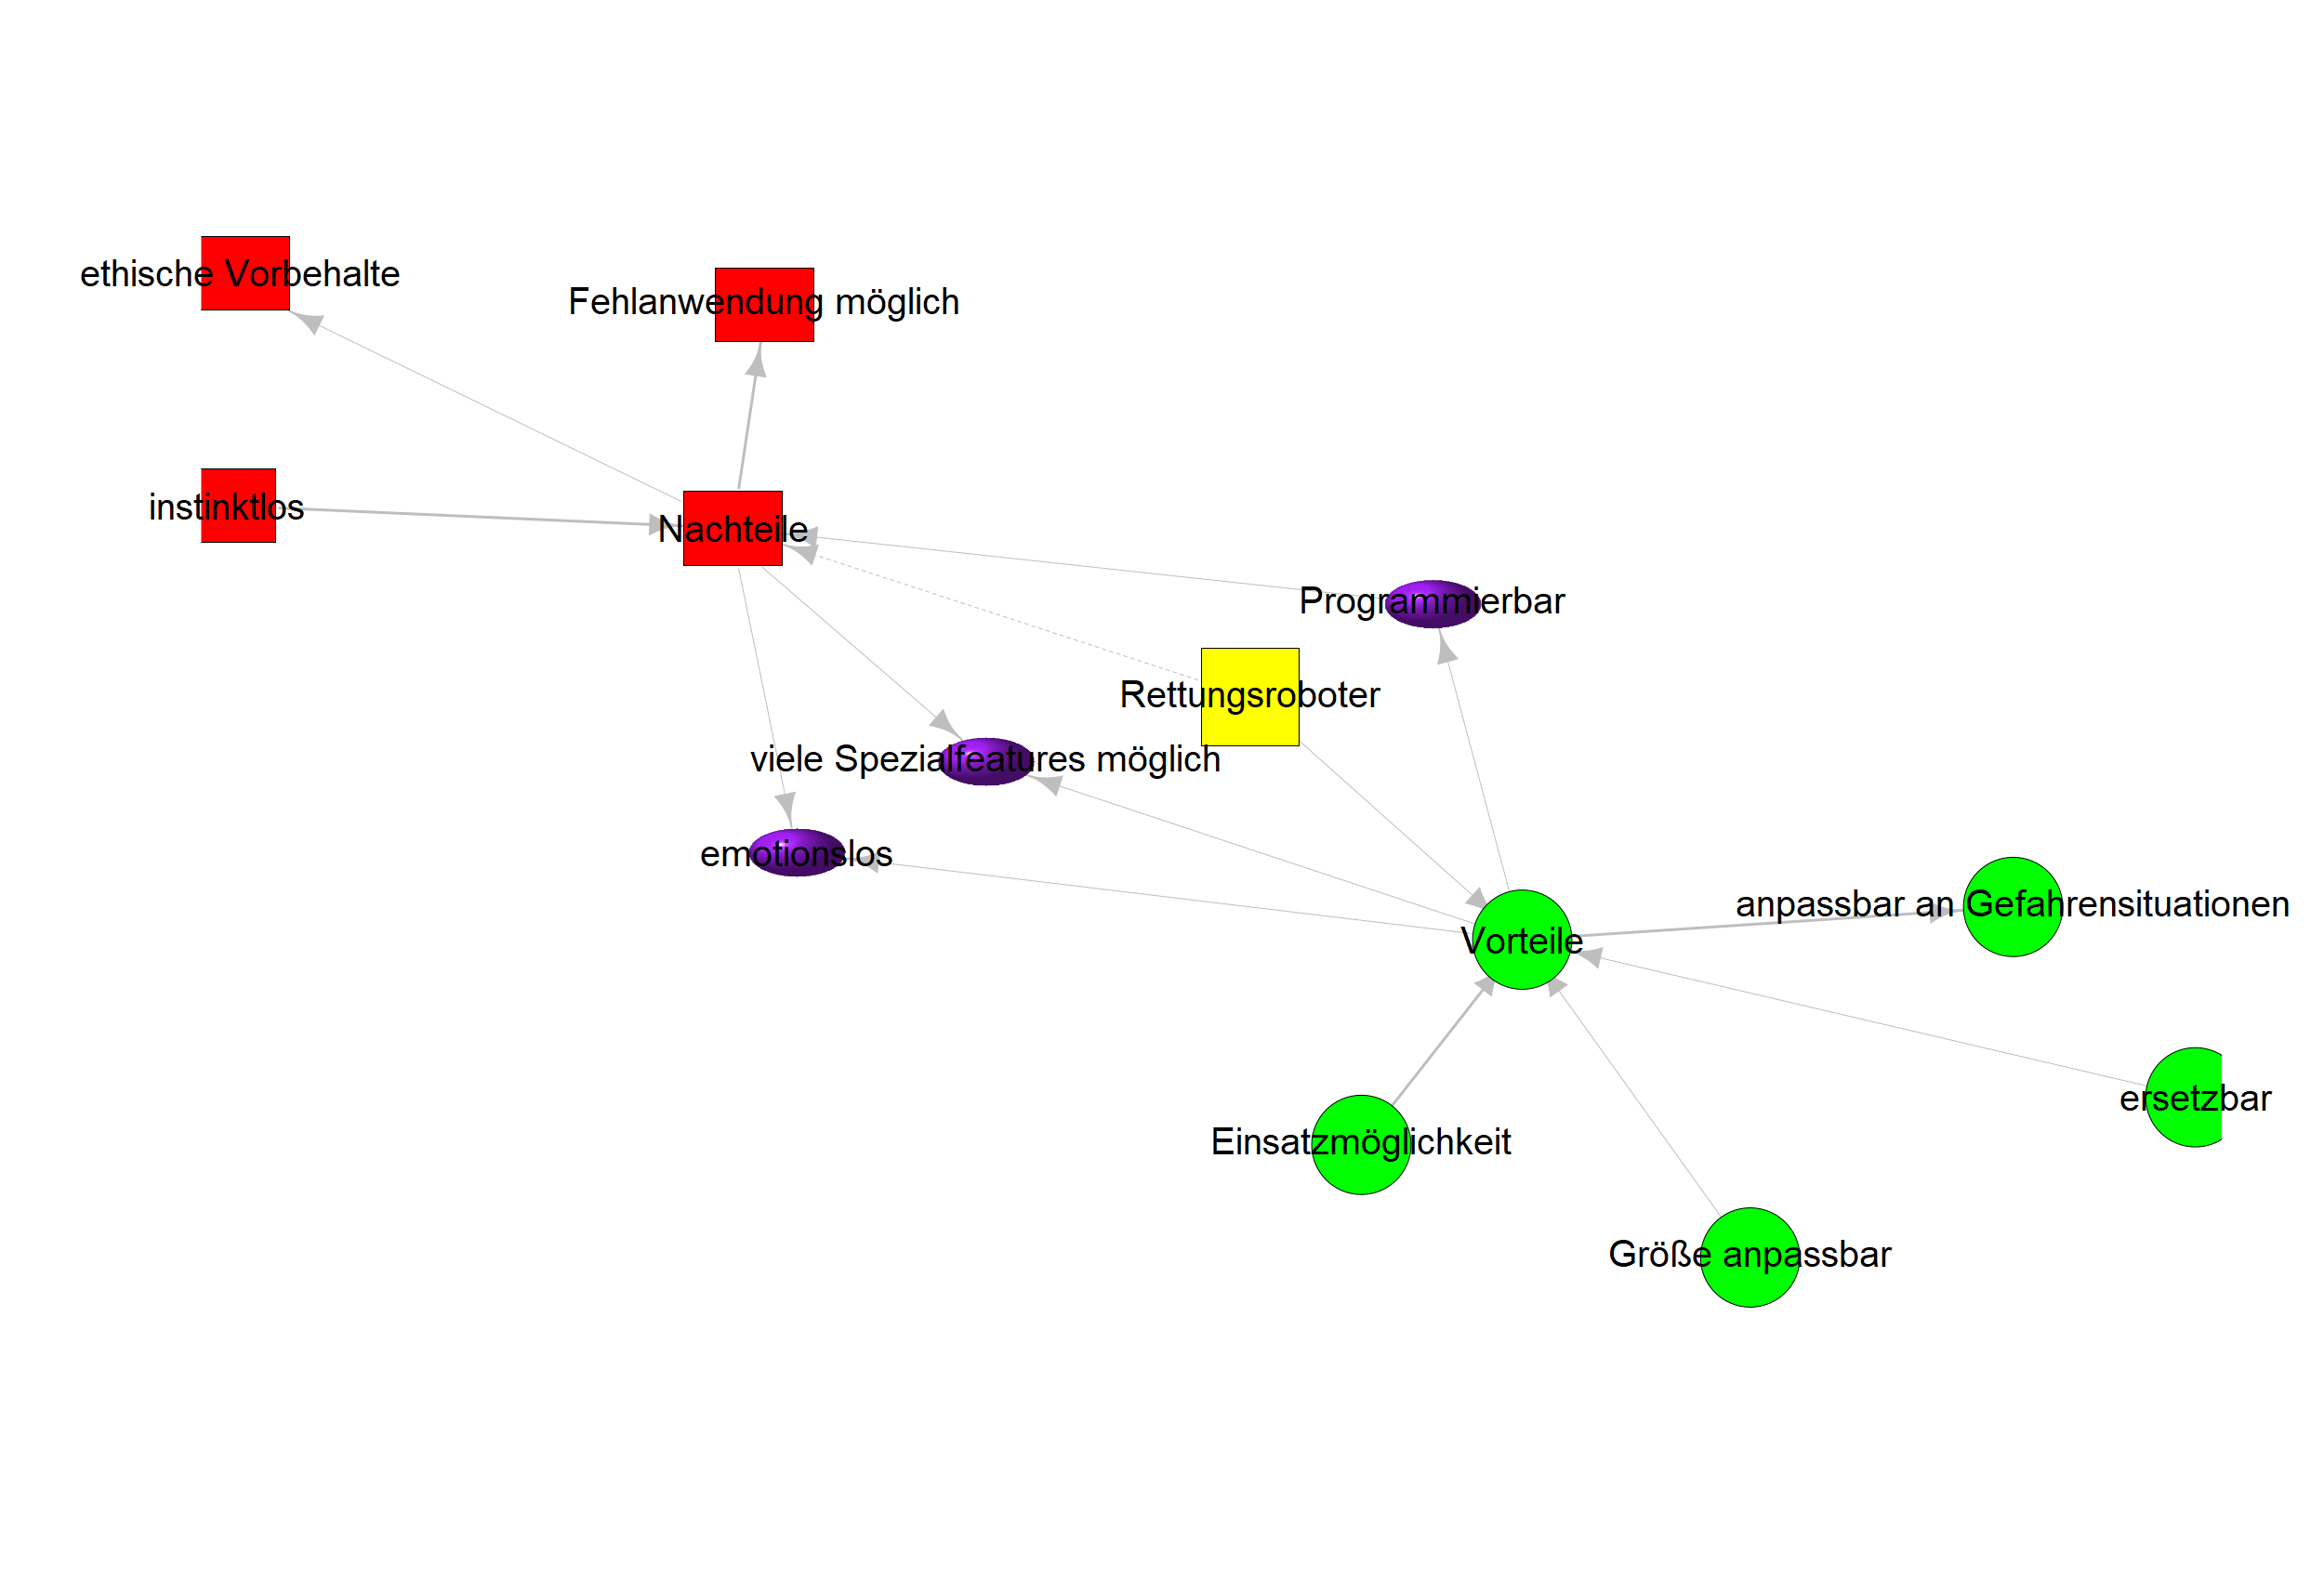 ethische Vorbehalte
Fehlanwendung möglich
instinktlos
Nachteile
Programmierbar
Rettungsroboter
viele Spezialfeatures möglich
emotionslos
anpassbar an Gefahrensituationen
Vorteile
ersetzbar
Einsatzmöglichkeit
Größe anpassbar